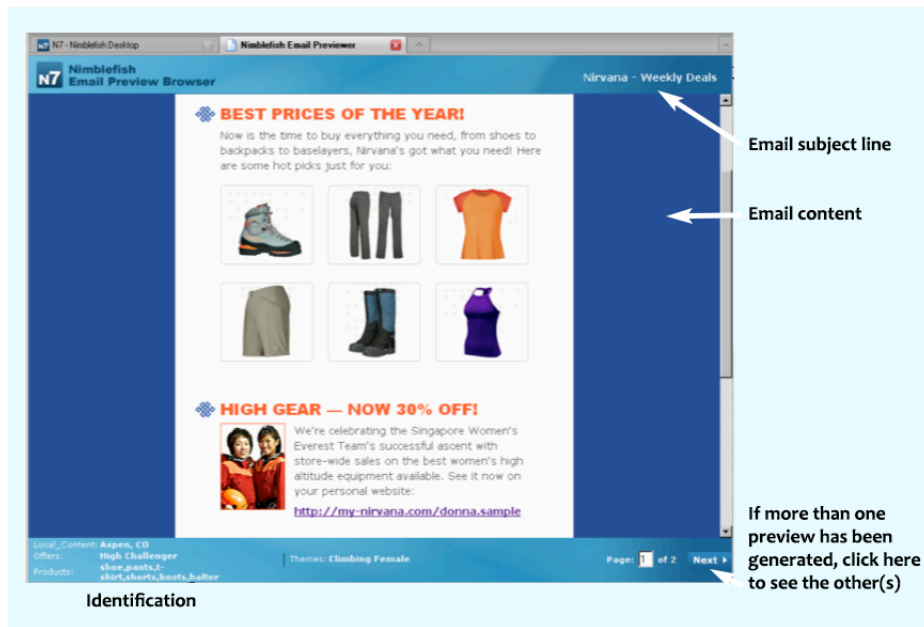 N7 - Nimblefish Desktop
Nimblefish Email Previewer
N7
Nimblefish
Email Preview Browser
Nirvana - Weekly Deals
BEST PRICES OF THE YEAR!
Now is the time to buy everything you need, from shoes to
backpacks to baselayers, Nirvana's got what you need! Here
are some hot picks just for you:
Email subject line
Email content
HIGH GEAR — NOW 30% OFF!
We're celebrating the Singapore Women's
Everest Team's successful ascent with
store-wide sales on the best women's high
altitude equipment available. See it now on
your personal website:
http://my-nirvana.com/donna.sample
If more than one
preview has been
generated, click here
to see the other(s)
Local_Content: Aspen, CO
Offers: High Challenger
Products: shoe,pants,t-
shirt,shorts,boots,halter
Themes: Climbing Female
Page: 1 of 2 Next
Identification